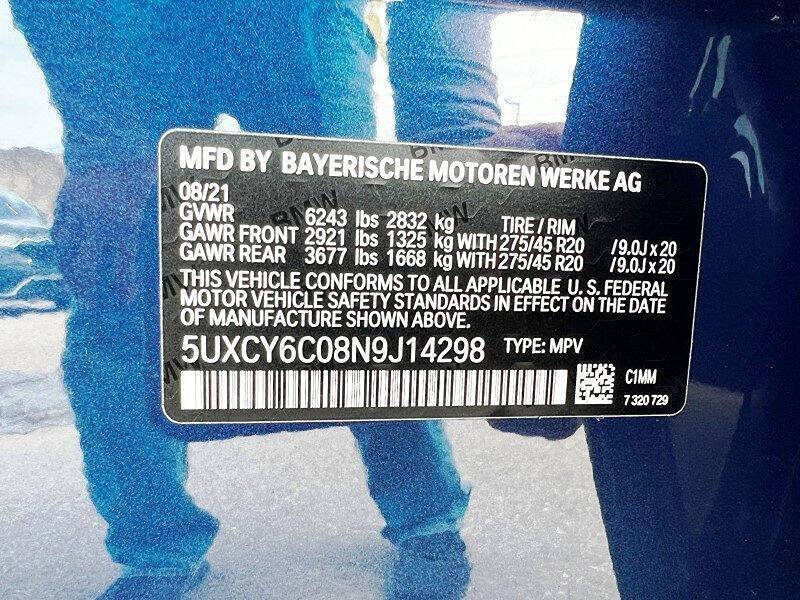 MFD BY BAYERISCHE MOTOREN WERKE AG
08/21
GVWR 6243 lbs 2832 kg TIRE / RIM
GAWR FRONT 2921 lbs 1325 kg WITH 275/45 R20 /9.0J x 20
GAWR REAR 3677 lbs 1668 kg WITH 275/45 R20 /9.0J x 20
THIS VEHICLE CONFORMS TO ALL APPLICABLE U.S. FEDERAL
MOTOR VEHICLE SAFETY STANDARDS IN EFFECT ON THE DATE
OF MANUFACTURE SHOWN ABOVE.
5UXCY6C08N9J14298 TYPE: MPV
C1MM
7 320 729